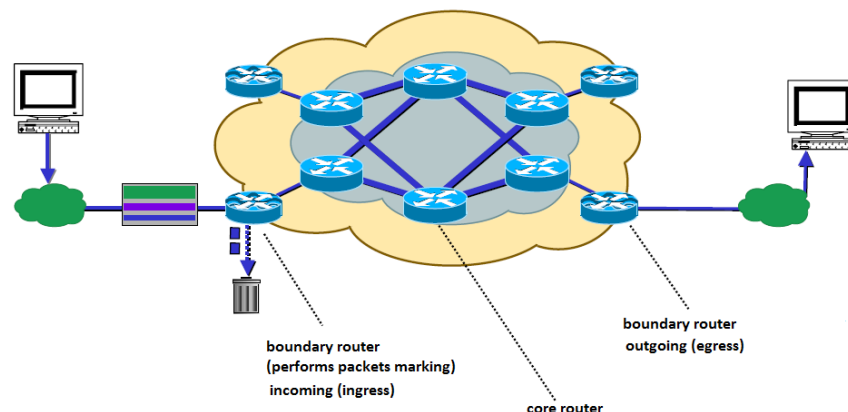 boundary router
(performs packets marking)
incoming (ingress)
boundary router
outgoing (egress)
core router